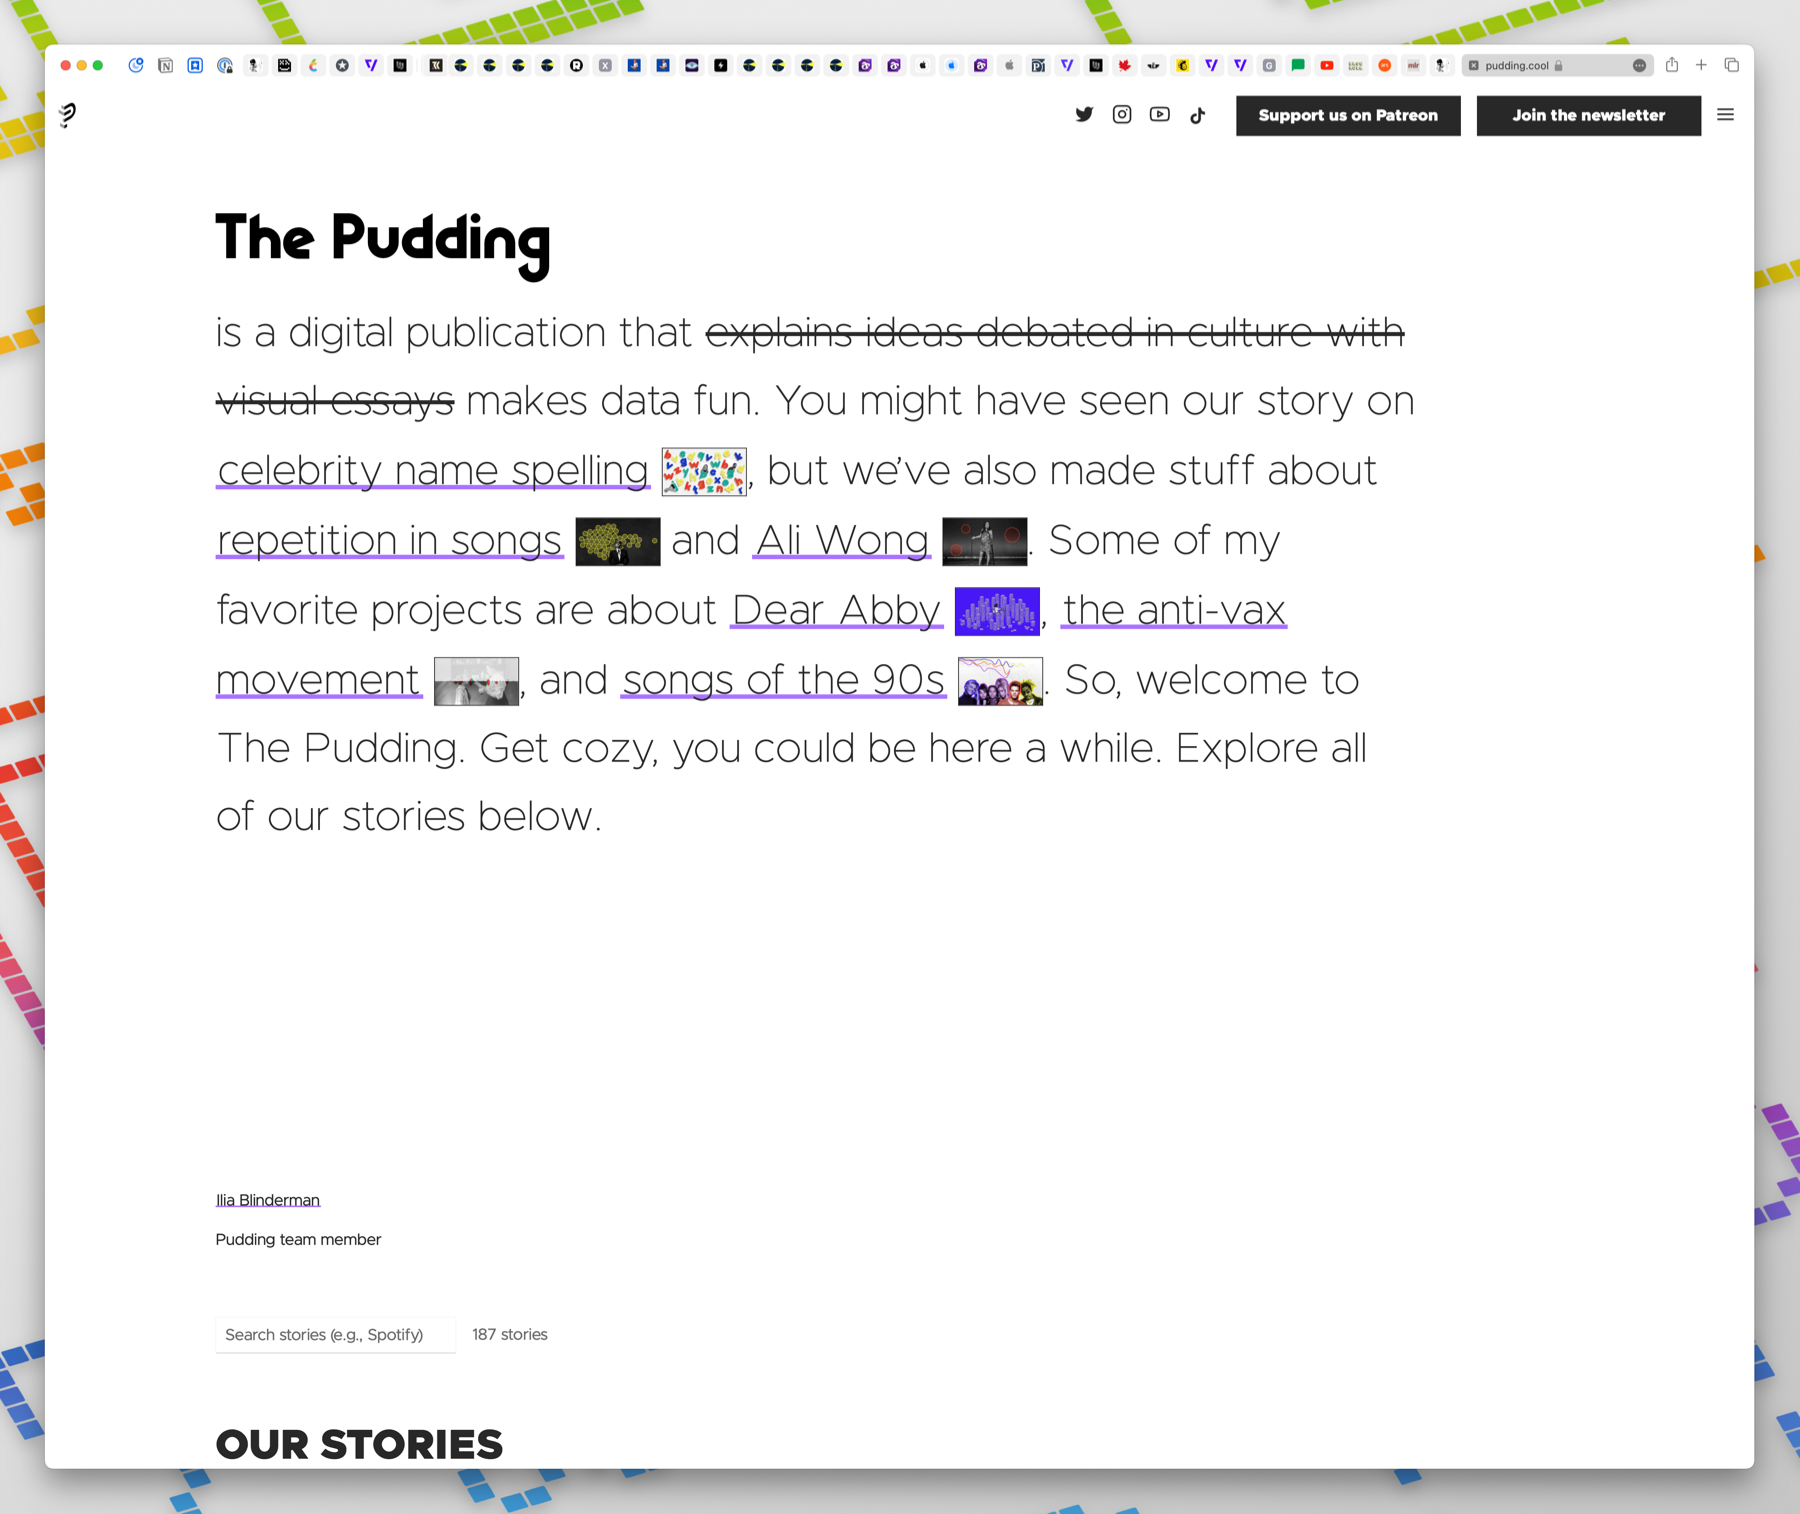 pudding.cool
Support us on Patreon
Join the newsletter
The Pudding
is a digital publication that explains ideas debated in culture with
visual essays makes data fun. You might have seen our story on
celebrity name spelling, but we’ve also made stuff about
repetition in songs and Ali Wong. Some of my
favorite projects are about Dear Abby, the anti-vax
movement, and songs of the 90s. So, welcome to
The Pudding. Get cozy, you could be here a while. Explore all
of our stories below.
Ilia Blinderman
Pudding team member
Search stories (e.g., Spotify) 187 stories
OUR STORIES